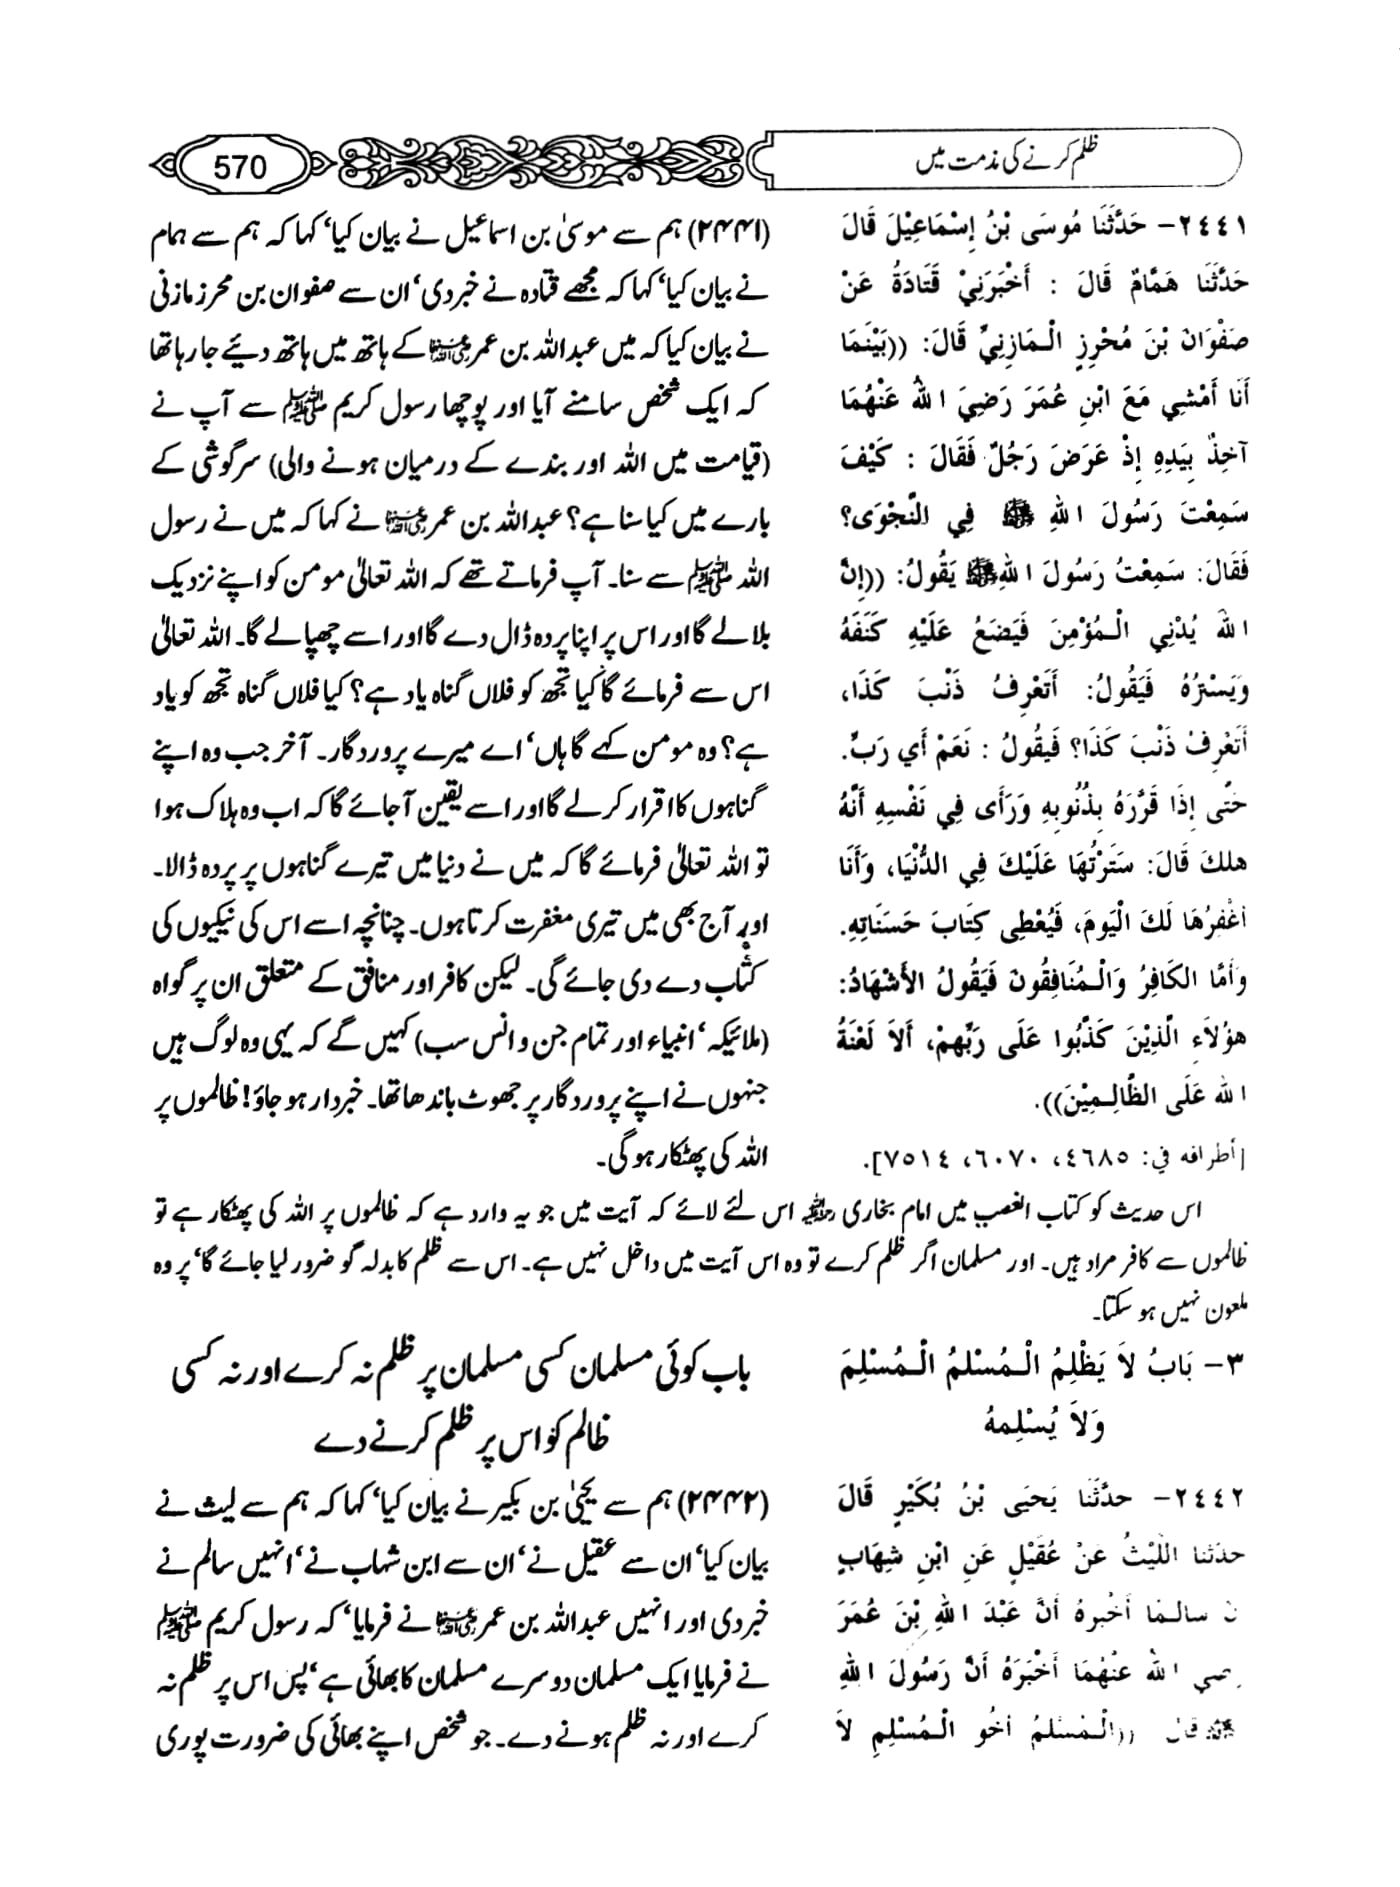 ظلم کرنے کی مذمت میں
570
٢٤٤١- حَدَّثَنَا مُوسَى بْنُ إِسْمَاعِيْلَ قَالَ
حَدَّثَنَا هَمَّامٌ قَالَ : أَخْبَرَنِيْ قَتَادَةُ عَنْ
صَفْوَانَ بْنَ مُحْرِزِ الْمَازِنِيِّ قَالَ: ((بَيْنَمَا
أَنَا أَمْشِي مَعَ ابْنِ عُمَرَ رَضِيَ اللهُ عَنْهُمَا
آخِذٌ بِيَدِهِ إِذْ عَرَضَ رَجُلٌ فَقَالَ : كَيْفَ
سَمِعْتَ رَسُولَ اللهِ ﷺ فِي النَّجْوَى؟
فَقَالَ: سَمِعْتُ رَسُولَ اللهِ ﷺ يَقُولُ: ((إِنَّ
اللهَ يُدْنِي الْمُؤْمِنَ فَيَضَعُ عَلَيْهِ كَنَفَهُ
وَيَسْتُرُهُ فَيَقُولُ: أَتَعْرِفُ ذَنْبَ كَذَا،
أَتَعْرِفُ ذَنْبَ كَذَا؟ فَيَقُولُ : نَعَمْ أَي رَبِّ.
حَتَّى إِذَا قَرَّرَهُ بِذُنُوبِهِ وَرَأَى فِي نَفْسِهِ أَنَّهُ
هلكَ قَالَ: سَتَرْتُهَا عَلَيْكَ فِي الدُّنْيَا، وَأَنَا
أَغْفِرُهَا لَكَ الْيَوْمَ، فَيُعْطِى كِتَابَ حَسَنَاتِهِ.
وَأَمَّا الكَافِرُ وَالْمُنَافِقُونَ فَيَقُولُ الأَشْهَادُ:
هؤُلاَءِ الَّذِيْنَ كَذَّبُوا عَلَى رَبِّهِمْ، أَلاَ لَعْنَةُ
اللهِ عَلَى الظَّالِمِيْنَ)).
[أطرافه في: ٤٦٨٥، ٦٠٧٠، ٧٥١٤].
(۲۴۴۱) ہم سے موسیٰ بن اسماعیل نے بیان کیا‘ کہا کہ ہم سے ہمام
نے بیان کیا‘ کہا کہ مجھے قتادہ نے خبر دی‘ ان سے صفوان بن محرز مازنی
نے بیان کیا کہ میں عبداللہ بن عمر رضی اللہ عنہما کے ہاتھ میں ہاتھ دیئے جا رہا تھا
کہ ایک شخص سامنے آیا اور پوچھا رسول کریم ﷺ سے آپ نے
(قیامت میں اللہ اور بندے کے درمیان ہونے والی) سرگوشی کے
بارے میں کیا سنا ہے؟ عبداللہ بن عمر رضی اللہ عنہما نے کہا کہ میں نے رسول
اللہ ﷺ سے سنا۔ آپ فرماتے تھے کہ اللہ تعالیٰ مومن کو اپنے نزدیک
بلا لے گا اور اس پر اپنا پردہ ڈال دے گا اور اسے چھپا لے گا۔ اللہ تعالیٰ
اس سے فرمائے گا کیا تجھ کو فلاں گناہ یاد ہے؟ کیا فلاں گناہ تجھ کو یاد
ہے؟ وہ مومن کہے گا ہاں‘ اے میرے پروردگار۔ آخر جب وہ اپنے
گناہوں کا اقرار کر لے گا اور اسے یقین آ جائے گا کہ اب وہ ہلاک ہوا
تو اللہ تعالیٰ فرمائے گا کہ میں نے دنیا میں تیرے گناہوں پر پردہ ڈالا۔
اور آج بھی میں تیری مغفرت کرتا ہوں۔ چنانچہ اسے اس کی نیکیوں کی
کتاب دے دی جائے گی۔ لیکن کافر اور منافق کے متعلق ان پر گواہ
(ملائیکہ‘ انبیاء اور تمام جن و انس سب) کہیں گے کہ یہی وہ لوگ ہیں
جنہوں نے اپنے پروردگار پر جھوٹ باندھا تھا۔ خبردار ہو جاؤ! ظالموں پر
اللہ کی پھٹکار ہو گی۔
اس حدیث کو کتاب الغصب میں امام بخاری رحمہ اللہ اس لئے لائے کہ آیت میں جو یہ وارد ہے کہ ظالموں پر اللہ کی پھٹکار ہے تو
ظالموں سے کافر مراد ہیں۔ اور مسلمان اگر ظلم کرے تو وہ اس آیت میں داخل نہیں ہے۔ اس سے ظلم کا بدلہ گو ضرور لیا جائے گا‘ پر وہ
ملعون نہیں ہو سکتا۔
٣- بَابُ لاَ يَظْلِمُ الْمُسْلِمُ الْمُسْلِمَ
وَلاَ يُسْلِمهُ
باب کوئی مسلمان کسی مسلمان پر ظلم نہ کرے اور نہ کسی
ظالم کو اس پر ظلم کرنے دے
٢٤٤٢- حدَّثَنَا يَحيَى بْنُ بُكَيْرٍ قَالَ
حدَثنا اللَّيْثُ عَنْ عُقَيْلٍ عَنِ ابْنِ شِهَابٍ
سالما أخبرهُ أَنَّ عَبْدَ اللهِ بْنَ عُمَرَ
اللهُ عنْهُمَا أَخْبَرَهُ أَنَّ رَسُولَ اللهِ
ﷺ قال ((الْمُسْلِمُ أخُو الْمُسْلِمِ لاَ
(۲۴۴۲) ہم سے یحییٰ بن بکیر نے بیان کیا‘ کہا کہ ہم سے لیث نے
بیان کیا‘ ان سے عقیل نے‘ ان سے ابن شہاب نے‘ انہیں سالم نے
خبر دی اور انہیں عبداللہ بن عمر رضی اللہ عنہما نے فرمایا‘ کہ رسول کریم ﷺ
نے فرمایا ایک مسلمان دوسرے مسلمان کا بھائی ہے‘ پس اس پر ظلم نہ
کرے اور نہ ظلم ہونے دے۔ جو شخص اپنے بھائی کی ضرورت پوری